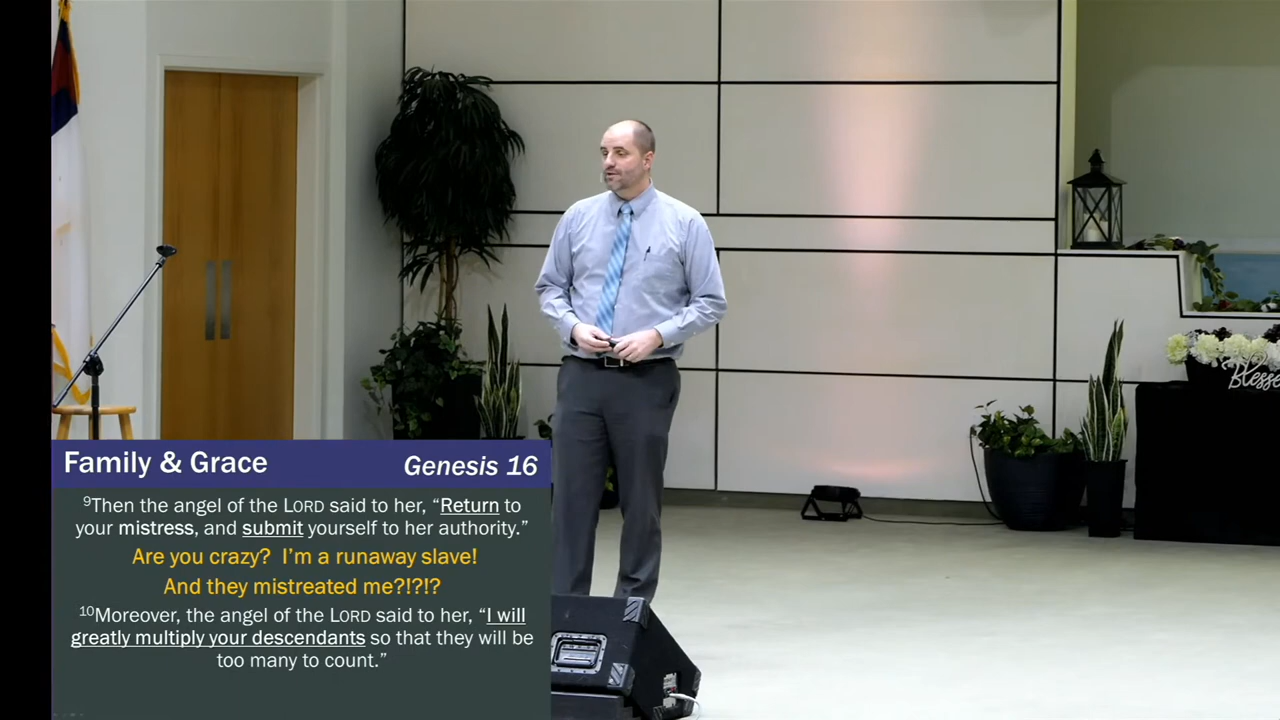 Family & Grace
Genesis 16
⁹Then the angel of the LORD said to her, “Return to
your mistress, and submit yourself to her authority.”
Are you crazy? I’m a runaway slave!
And they mistreated me?!?!?
¹⁰Moreover, the angel of the LORD said to her, “I will
greatly multiply your descendants so that they will be
too many to count.”
Blesse